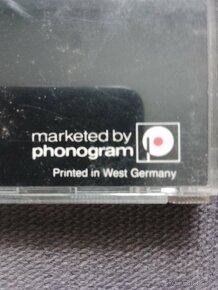 marketed by
phonogram
Printed in West Germany